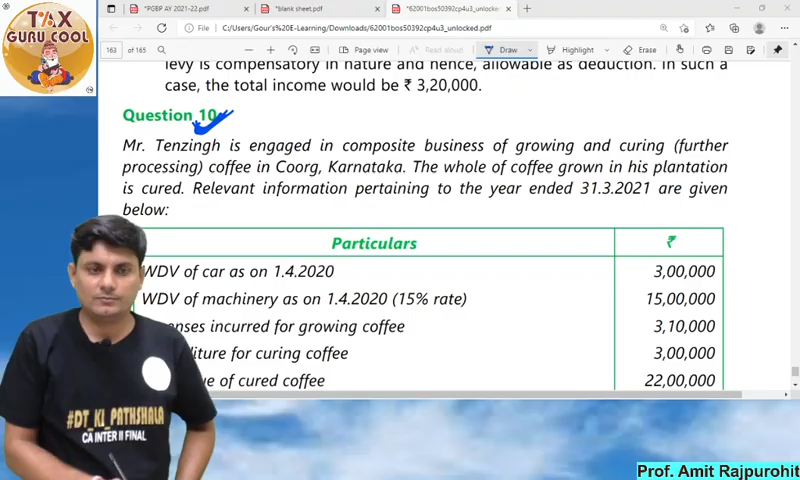 TAX
GURU COOL
*PGBP AY 2021-22.pdf
*blank sheet.pdf
*62001bos50392cp4u3_unlocked.pdf
File C:/Users/Gour's%20E-Learning/Downloads/62001bos50392cp4u3_unlocked.pdf
163 of 165 Page view Read aloud Draw Highlight Erase
levy is compensatory in nature and hence, allowable as deduction. In such a
case, the total income would be ₹ 3,20,000.
Question 10
Mr. Tenzingh is engaged in composite business of growing and curing (further
processing) coffee in Coorg, Karnataka. The whole of coffee grown in his plantation
is cured. Relevant information pertaining to the year ended 31.3.2021 are given
below:
Particulars ₹
WDV of car as on 1.4.2020 3,00,000
WDV of machinery as on 1.4.2020 (15% rate) 15,00,000
enses incurred for growing coffee 3,10,000
diture for curing coffee 3,00,000
ue of cured coffee 22,00,000
#DT_KI_PATHSHALA
CA INTER II FINAL
Prof. Amit Rajpurohit